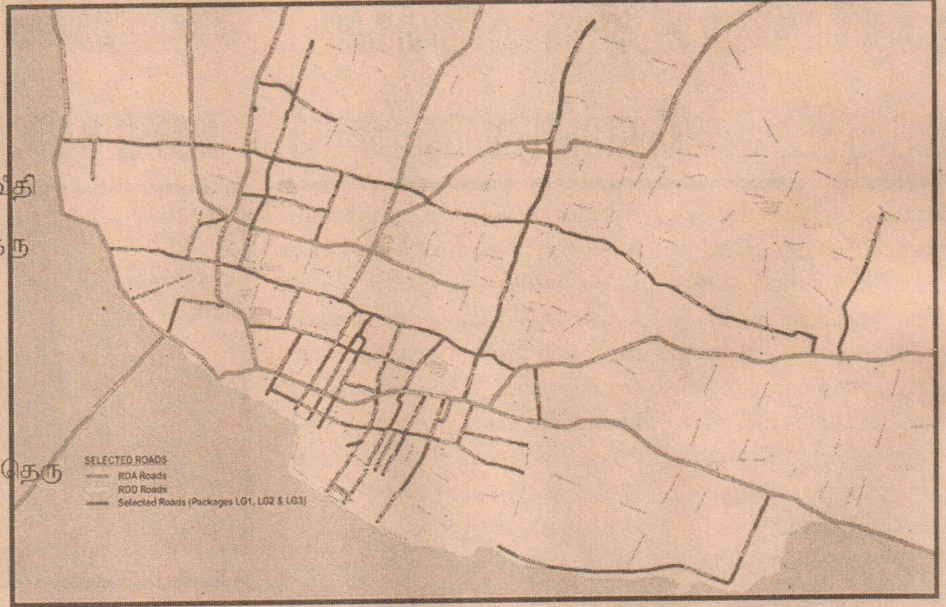 வீதி
தெரு
SELECTED ROADS
RDA Roads
RDD Roads
Selected Roads (Packages LG1, LG2 & LG3)